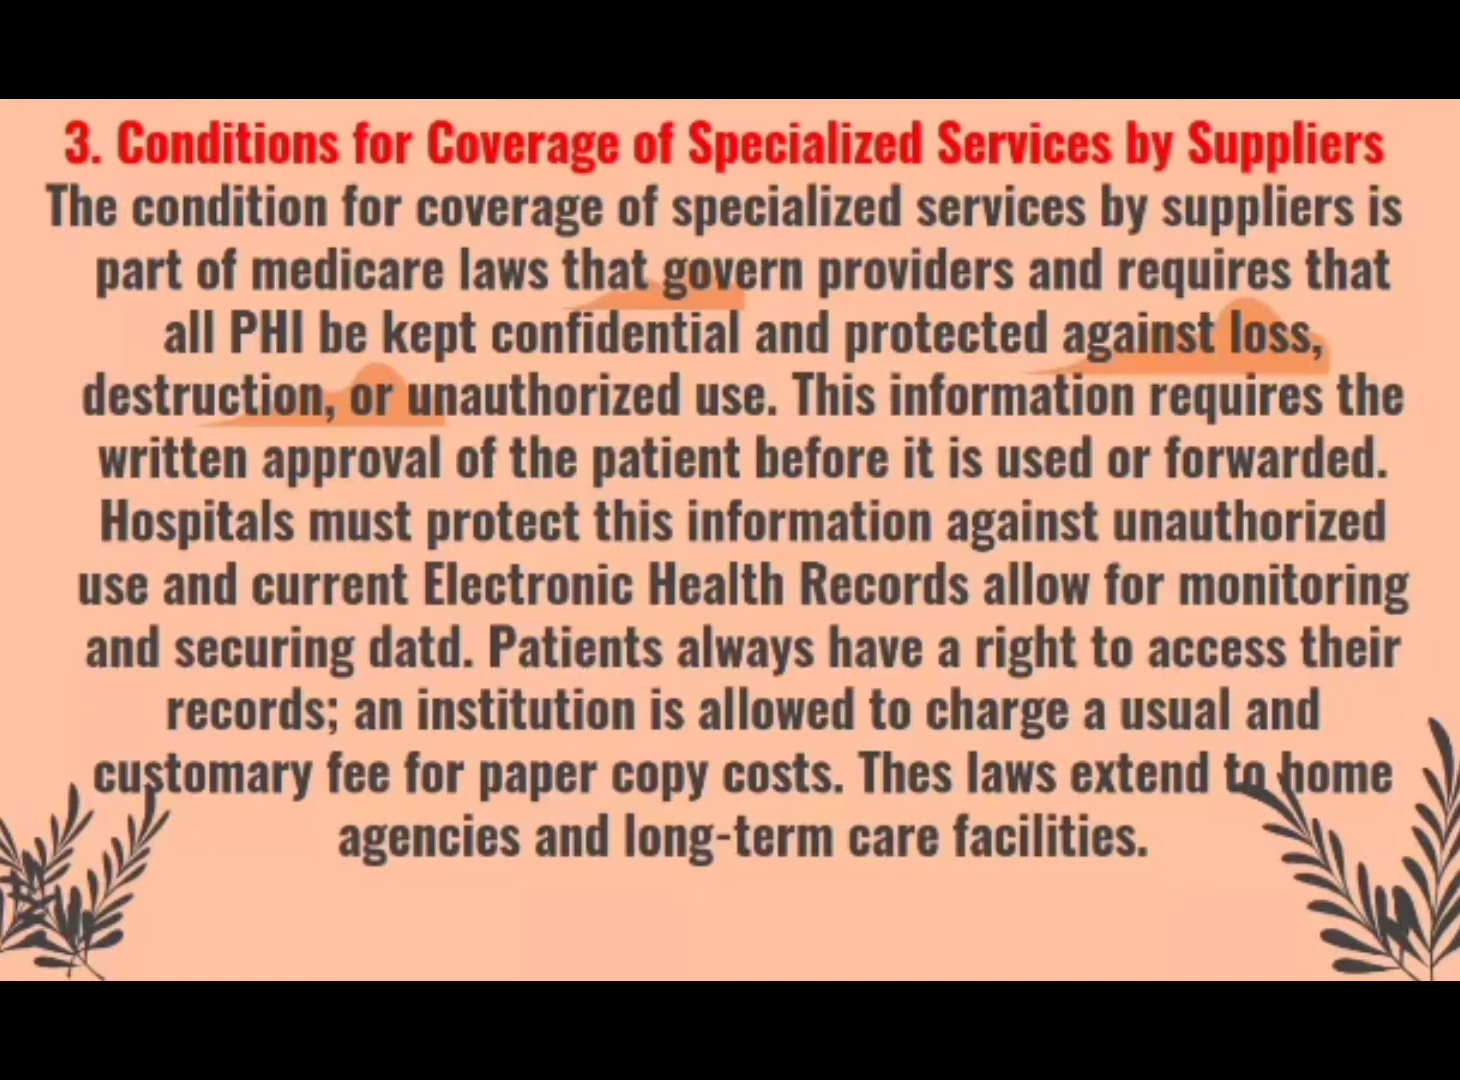 3. Conditions for Coverage of Specialized Services by Suppliers
The condition for coverage of specialized services by suppliers is
part of medicare laws that govern providers and requires that
all PHI be kept confidential and protected against loss,
destruction, or unauthorized use. This information requires the
written approval of the patient before it is used or forwarded.
Hospitals must protect this information against unauthorized
use and current Electronic Health Records allow for monitoring
and securing datd. Patients always have a right to access their
records; an institution is allowed to charge a usual and
customary fee for paper copy costs. Thes laws extend to home
agencies and long-term care facilities.